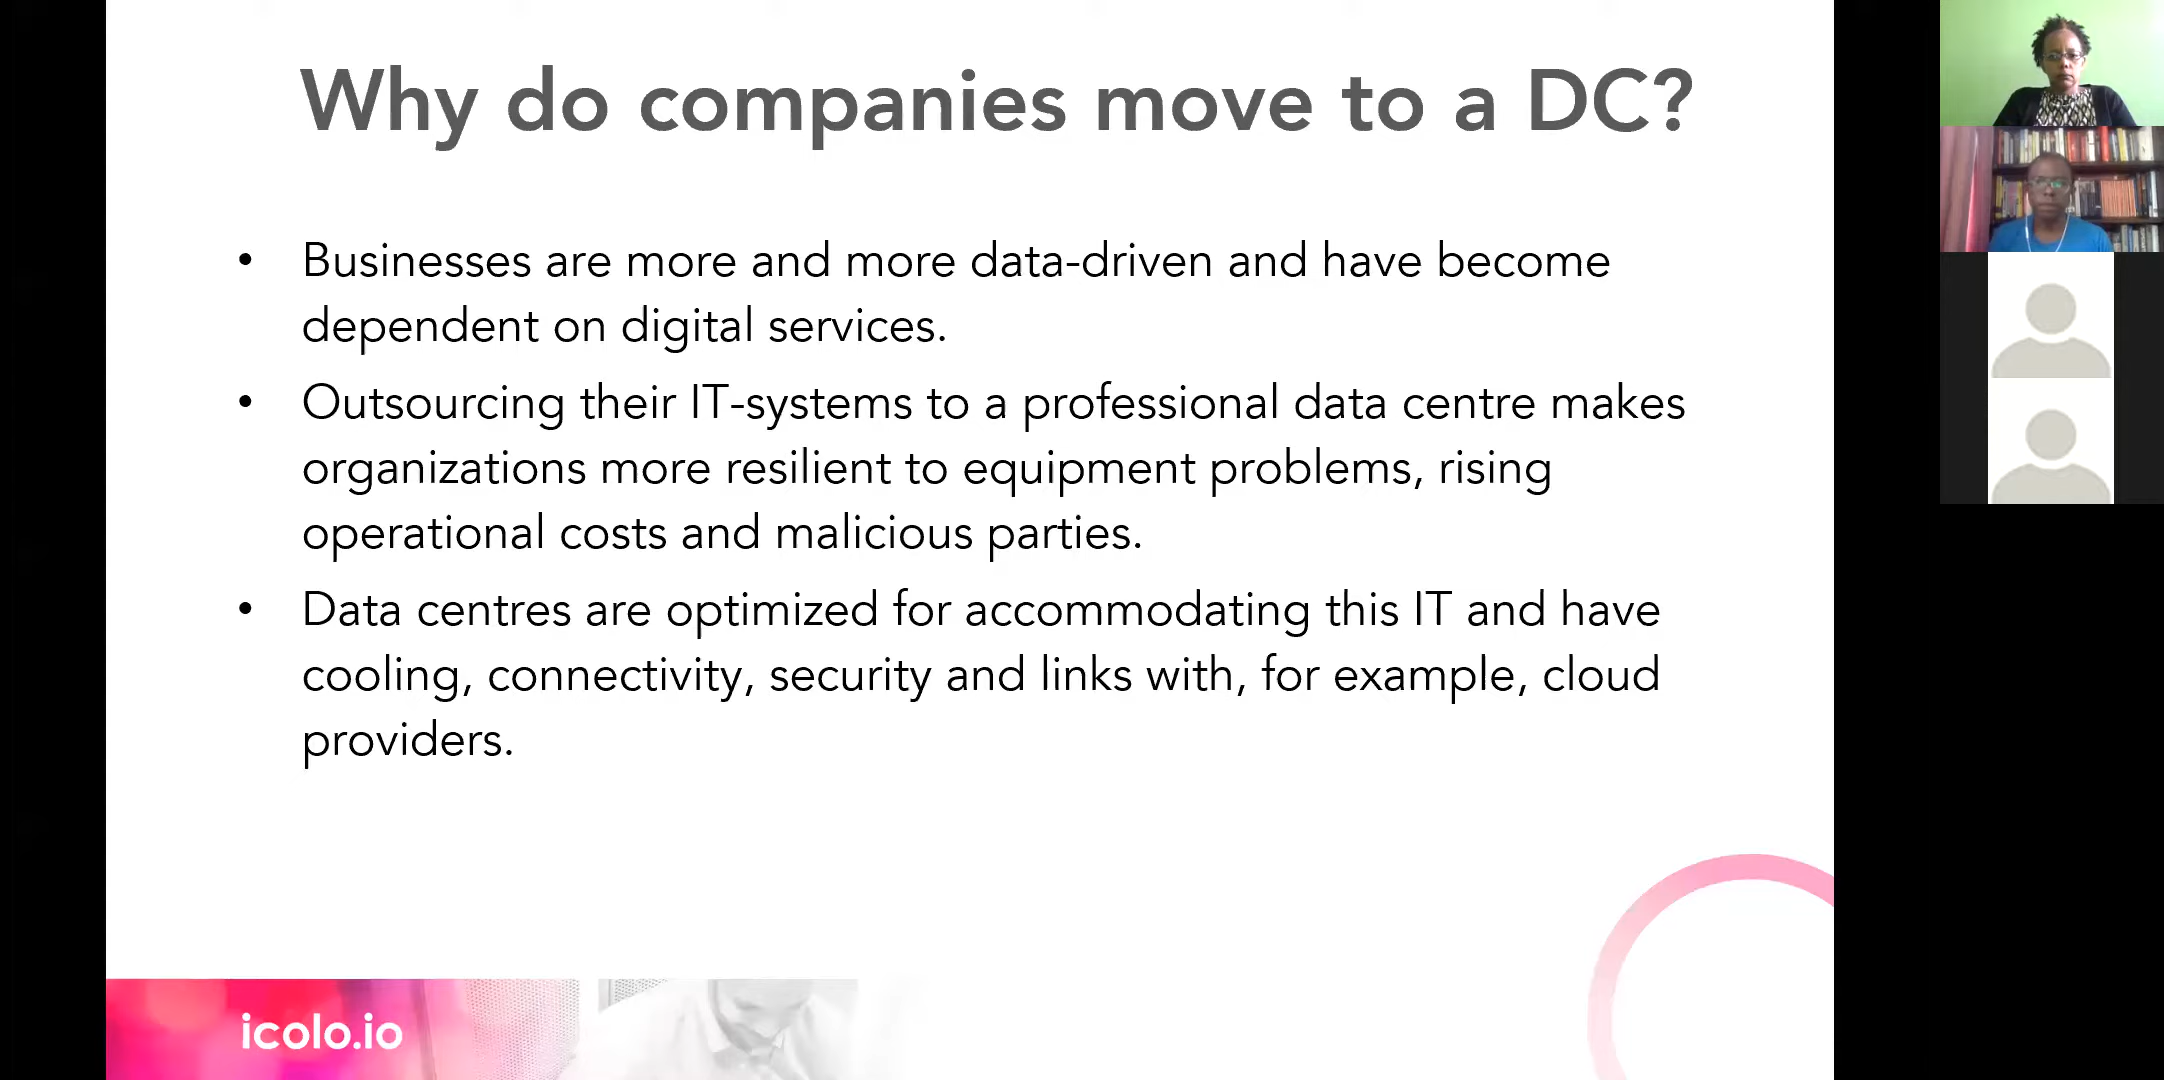 Why do companies move to a DC?
• Businesses are more and more data-driven and have become
dependent on digital services.
• Outsourcing their IT-systems to a professional data centre makes
organizations more resilient to equipment problems, rising
operational costs and malicious parties.
• Data centres are optimized for accommodating this IT and have
cooling, connectivity, security and links with, for example, cloud
providers.
icolo.io